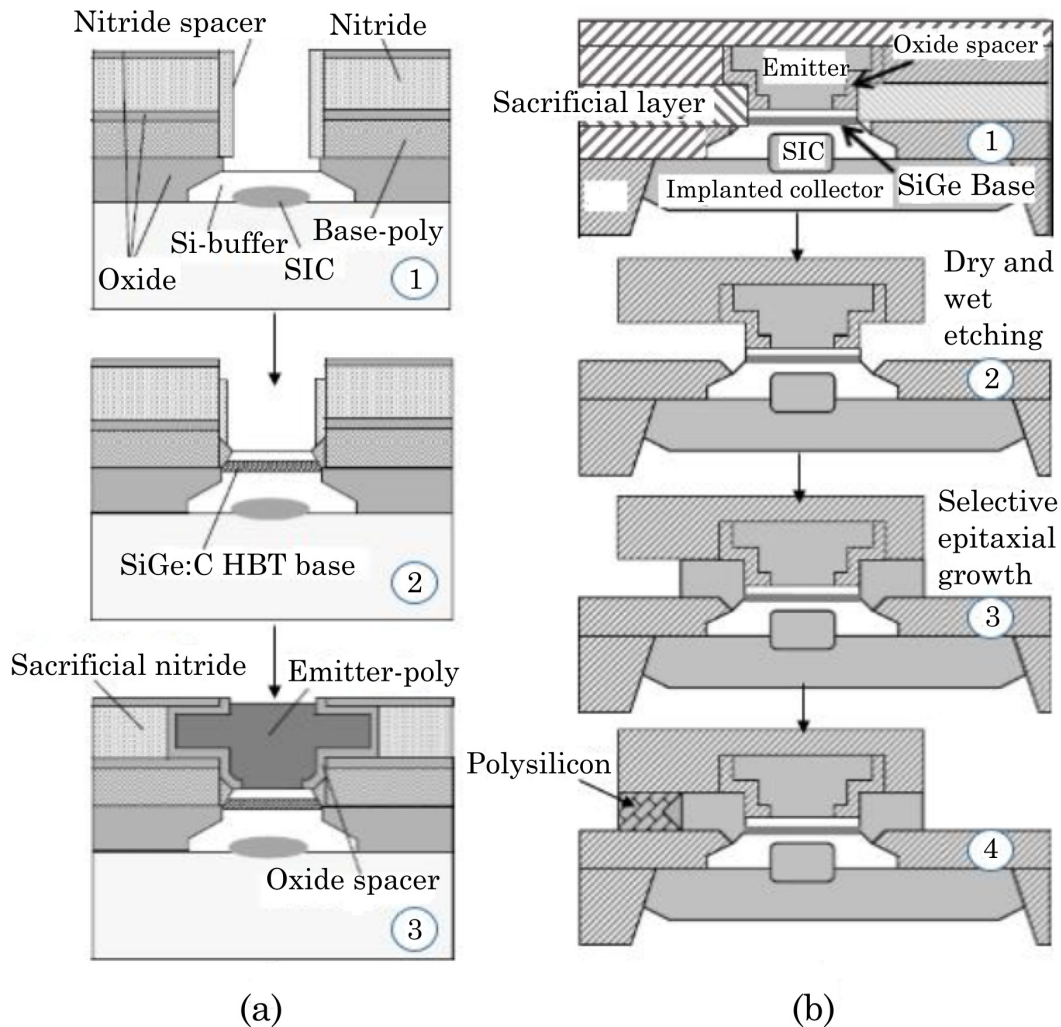 Nitride spacer
Nitride
Si-buffer
Base-poly
Oxide
SIC
1
SiGe:C HBT base
2
Sacrificial nitride
Emitter-poly
Oxide spacer
3
(a)
Oxide spacer
Emitter
Sacrificial layer
1
SIC
SiGe Base
Implanted collector
Dry and
wet
etching
2
Selective
epitaxial
growth
3
Polysilicon
4
(b)